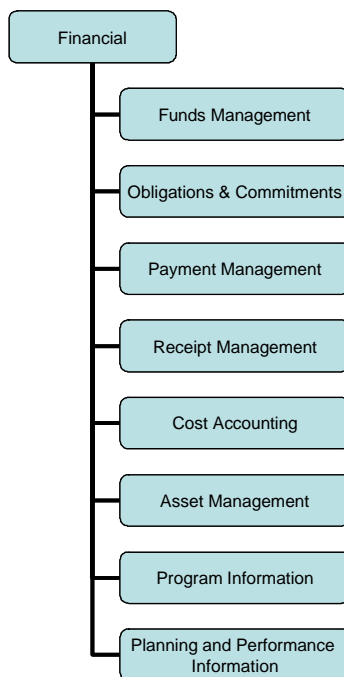 Financial
Funds Management
Obligations & Commitments
Payment Management
Receipt Management
Cost Accounting
Asset Management
Program Information
Planning and Performance
Information